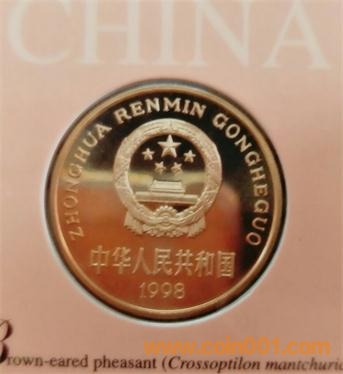 CHINA
ZHONGHUA RENMIN GONGHEGUO
中华人民共和国
1998
www.coin001.com
Brown-eared pheasant (Crossoptilon mantchuric